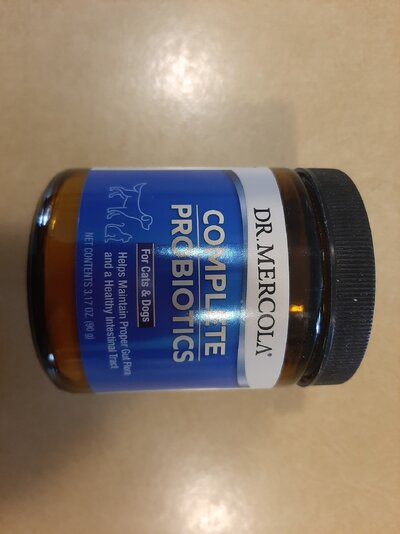 DR. MERCOLA®
COMPLETE
PROBIOTICS
For Cats & Dogs
Helps Maintain Proper Gut Flora
and a Healthy Intestinal Tract
NET CONTENTS 3.17 OZ. (90 g)